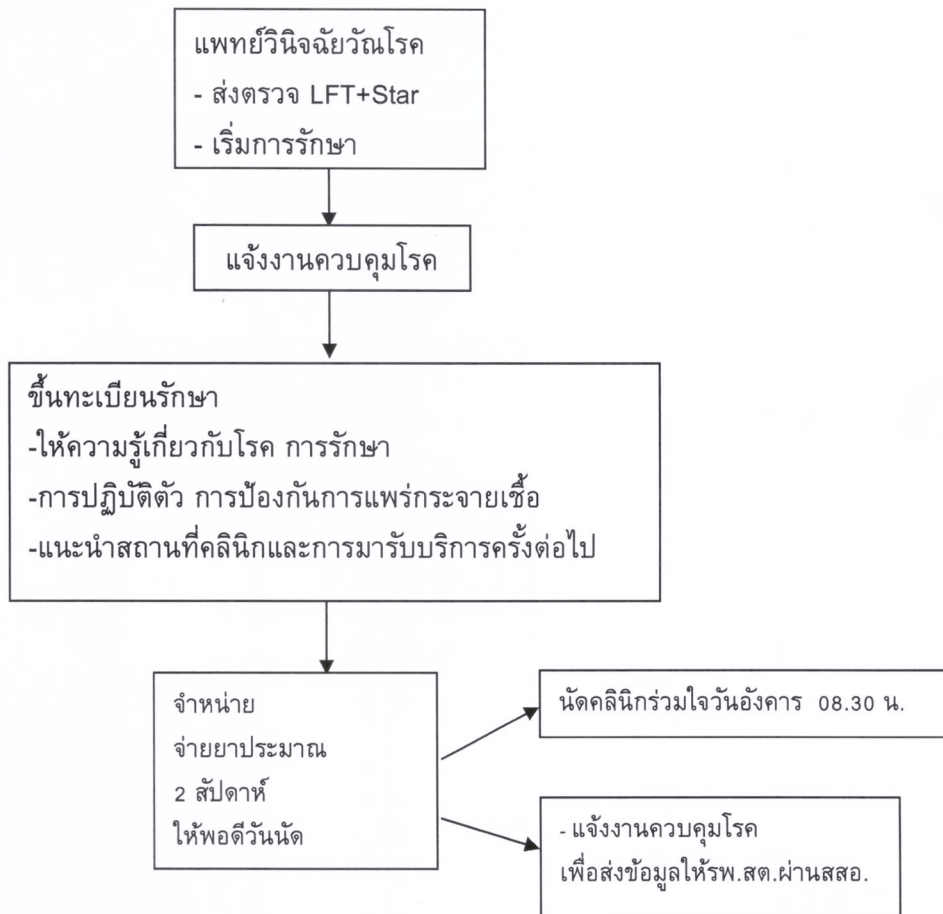 แพทย์วินิจฉัยวัณโรค
- ส่งตรวจ LFT+Star
- เริ่มการรักษา
แจ้งงานควบคุมโรค
ขึ้นทะเบียนรักษา
-ให้ความรู้เกี่ยวกับโรค การรักษา
-การปฏิบัติตัว การป้องกันการแพร่กระจายเชื้อ
-แนะนำสถานที่คลินิกและการมารับบริการครั้งต่อไป
จำหน่าย
จ่ายยาประมาณ
2 สัปดาห์
ให้พอดีวันนัด
นัดคลินิกร่วมใจวันอังคาร 08.30 น.
- แจ้งงานควบคุมโรค
เพื่อส่งข้อมูลให้รพ.สต.ผ่านสสอ.